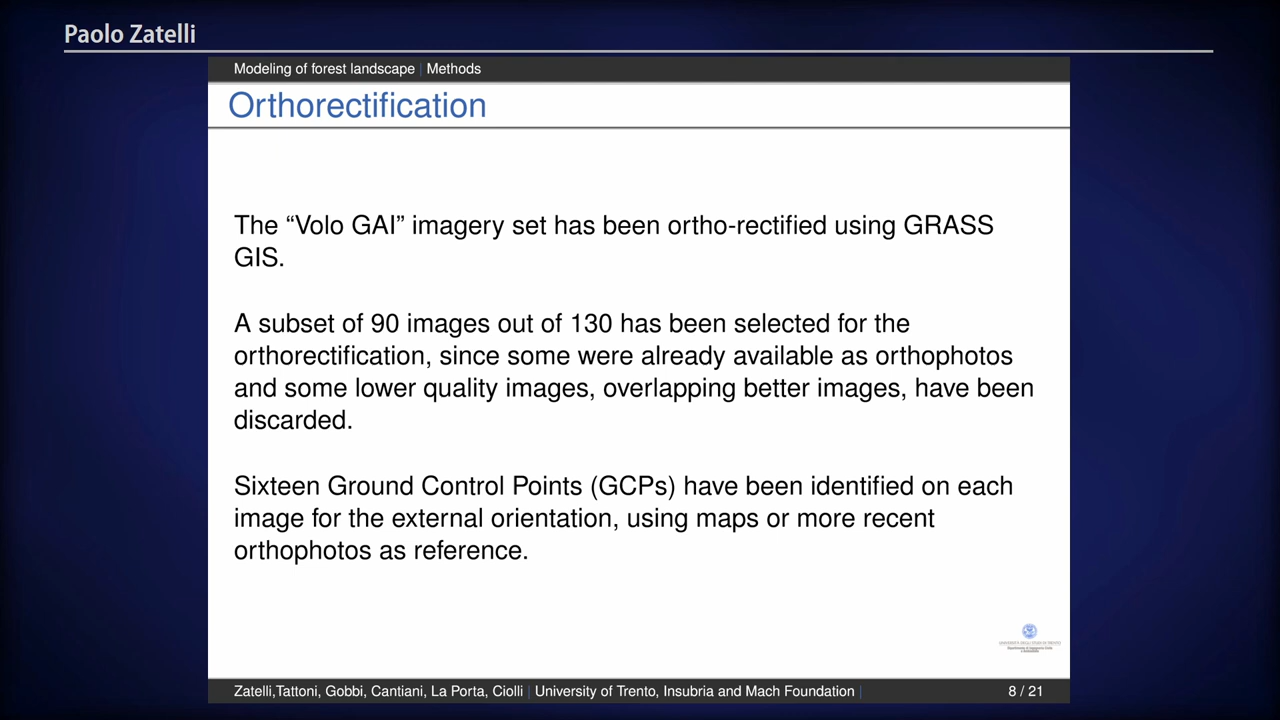 Paolo Zatelli
Modeling of forest landscape | Methods
Orthorectification
The “Volo GAI” imagery set has been ortho-rectified using GRASS
GIS.
A subset of 90 images out of 130 has been selected for the
orthorectification, since some were already available as orthophotos
and some lower quality images, overlapping better images, have been
discarded.
Sixteen Ground Control Points (GCPs) have been identified on each
image for the external orientation, using maps or more recent
orthophotos as reference.
Zatelli,Tattoni, Gobbi, Cantiani, La Porta, Ciolli | University of Trento, Insubria and Mach Foundation | 8 / 21